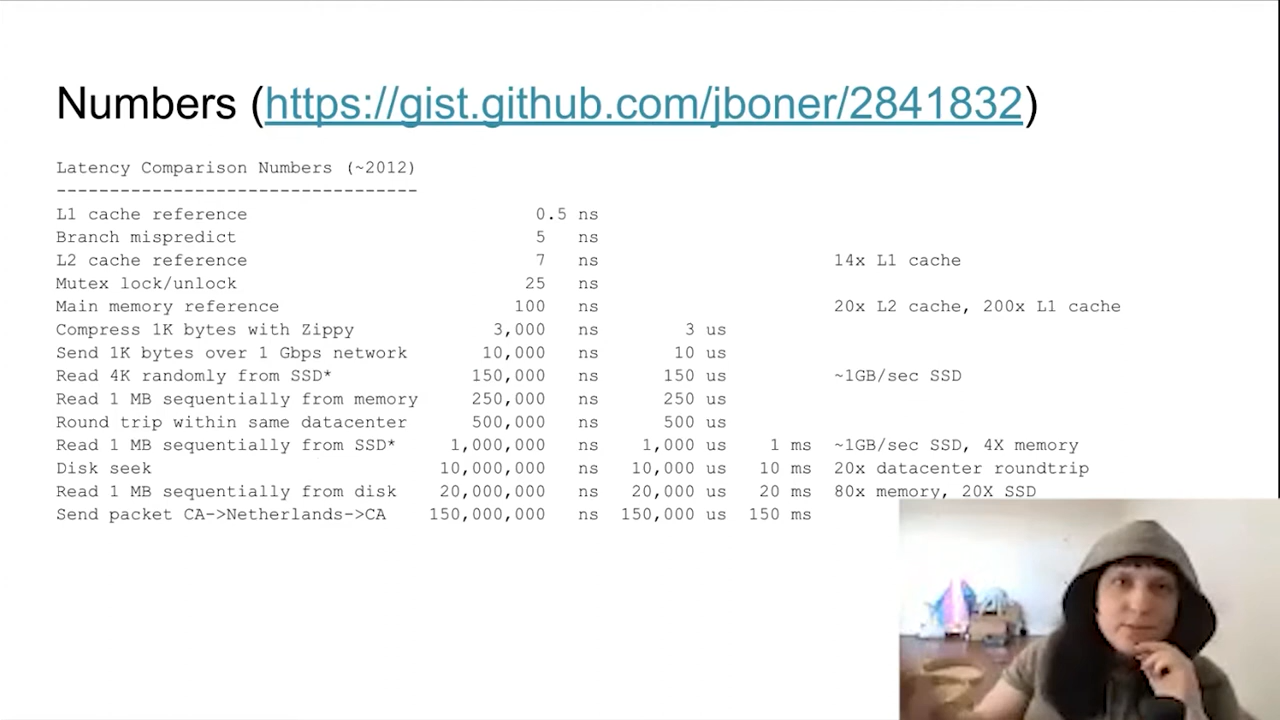 Numbers (https://gist.github.com/jboner/2841832)
Latency Comparison Numbers (~2012)
----------------------------------
L1 cache reference 0.5 ns
Branch mispredict 5 ns
L2 cache reference 7 ns 14x L1 cache
Mutex lock/unlock 25 ns
Main memory reference 100 ns 20x L2 cache, 200x L1 cache
Compress 1K bytes with Zippy 3,000 ns 3 us
Send 1K bytes over 1 Gbps network 10,000 ns 10 us
Read 4K randomly from SSD* 150,000 ns 150 us ~1GB/sec SSD
Read 1 MB sequentially from memory 250,000 ns 250 us
Round trip within same datacenter 500,000 ns 500 us
Read 1 MB sequentially from SSD* 1,000,000 ns 1,000 us 1 ms ~1GB/sec SSD, 4X memory
Disk seek 10,000,000 ns 10,000 us 10 ms 20x datacenter roundtrip
Read 1 MB sequentially from disk 20,000,000 ns 20,000 us 20 ms 80x memory, 20X SSD
Send packet CA->Netherlands->CA 150,000,000 ns 150,000 us 150 ms